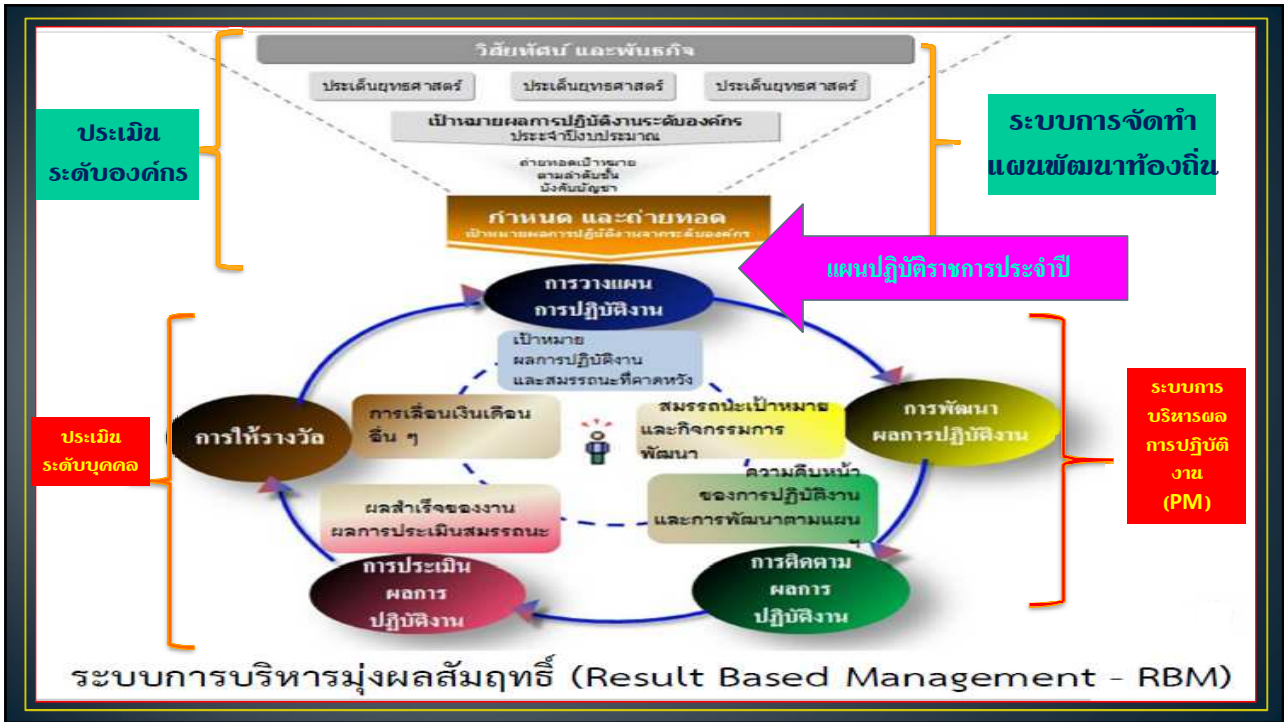 วิสัยทัศน์ และพันธกิจ
ประเด็นยุทธศาสตร์
ประเด็นยุทธศาสตร์
ประเด็นยุทธศาสตร์
เป้าหมายผลการปฏิบัติงานระดับองค์กร
ประจำปีงบประมาณ
ถ่ายทอดเป้าหมาย
ตามลำดับชั้น
บังคับบัญชา
กำหนด และถ่ายทอด
เป้าหมายผลการปฏิบัติงานจากระดับองค์กร
ประเมิน
ระดับองค์กร
ระบบการจัดทำ
แผนพัฒนาท้องถิ่น
แผนปฏิบัติราชการประจำปี
การวางแผน
การปฏิบัติงาน
เป้าหมาย
ผลการปฏิบัติงาน
และสมรรถนะที่คาดหวัง
การพัฒนา
ผลการปฏิบัติงาน
สมรรถนะเป้าหมาย
และกิจกรรมการ
พัฒนา
การให้รางวัล
การเลื่อนเงินเดือน
อื่น ๆ
ความคืบหน้า
ของการปฏิบัติงาน
และการพัฒนาตามแผน
ฯ
ผลสำเร็จของงาน
ผลการประเมินสมรรถนะ
การประเมิน
ผลการ
ปฏิบัติงาน
การติดตาม
ผลการ
ปฏิบัติงาน
ประเมิน
ระดับบุคคล
ระบบการ
บริหารผล
การปฏิบัติ
งาน
(PM)
ระบบการบริหารมุ่งผลสัมฤทธิ์ (Result Based Management - RBM)